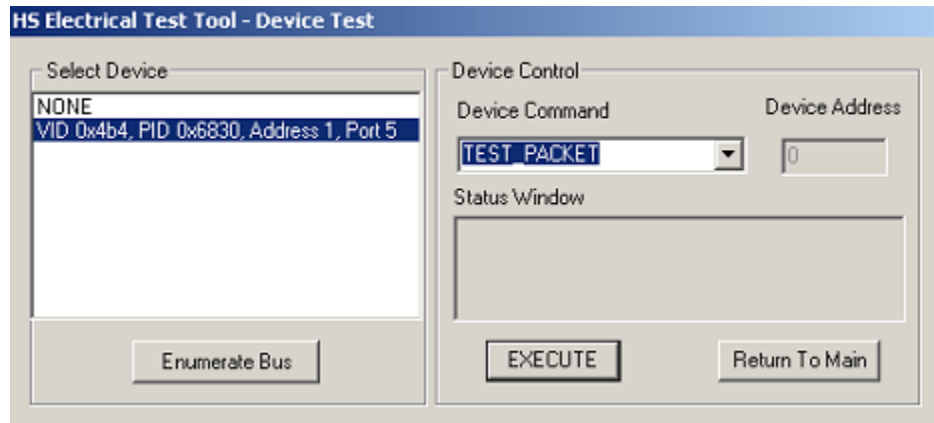 HS Electrical Test Tool - Device Test
Select Device
NONE
VID 0x4b4, PID 0x6830, Address 1, Port 5
Enumerate Bus
Device Control
Device Command
Device Address
TEST_PACKET
0
Status Window
EXECUTE
Return To Main